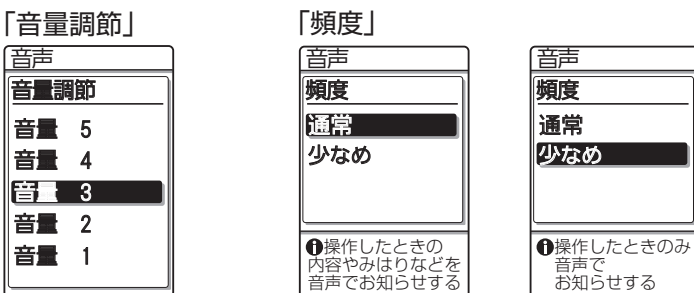 「音量調節」
音声
音量調節
音量 5
音量 4
音量 3
音量 2
音量 1
「頻度」
音声
頻度
通常
少なめ
❶操作したときの
内容やみはりなどを
音声でお知らせする
音声
頻度
通常
少なめ
❶操作したときのみ
音声で
お知らせする